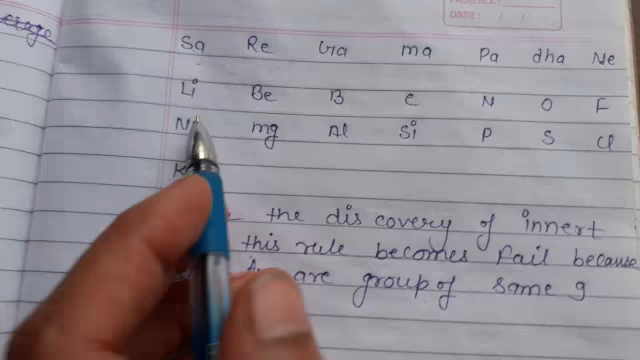 DATE: / /
Sa Re Ga ma Pa dha Ne
Li Be B C N O F
N mg Al Si P S Cl
K
the discovery of innert
this rule becomes fail because
are group of same g